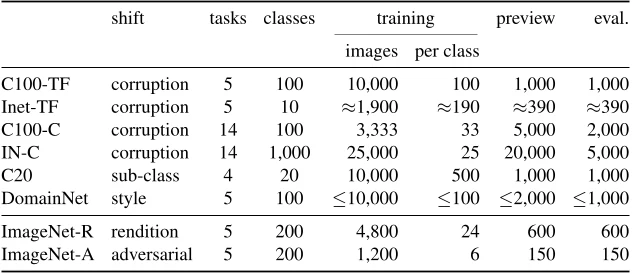 shift tasks classes training preview eval.
images per class
C100-TF corruption 5 100 10,000 100 1,000 1,000
Inet-TF corruption 5 10 ≈1,900 ≈190 ≈390 ≈390
C100-C corruption 14 100 3,333 33 5,000 2,000
IN-C corruption 14 1,000 25,000 25 20,000 5,000
C20 sub-class 4 20 10,000 500 1,000 1,000
DomainNet style 5 100 ≤10,000 ≤100 ≤2,000 ≤1,000
ImageNet-R rendition 5 200 4,800 24 600 600
ImageNet-A adversarial 5 200 1,200 6 150 150